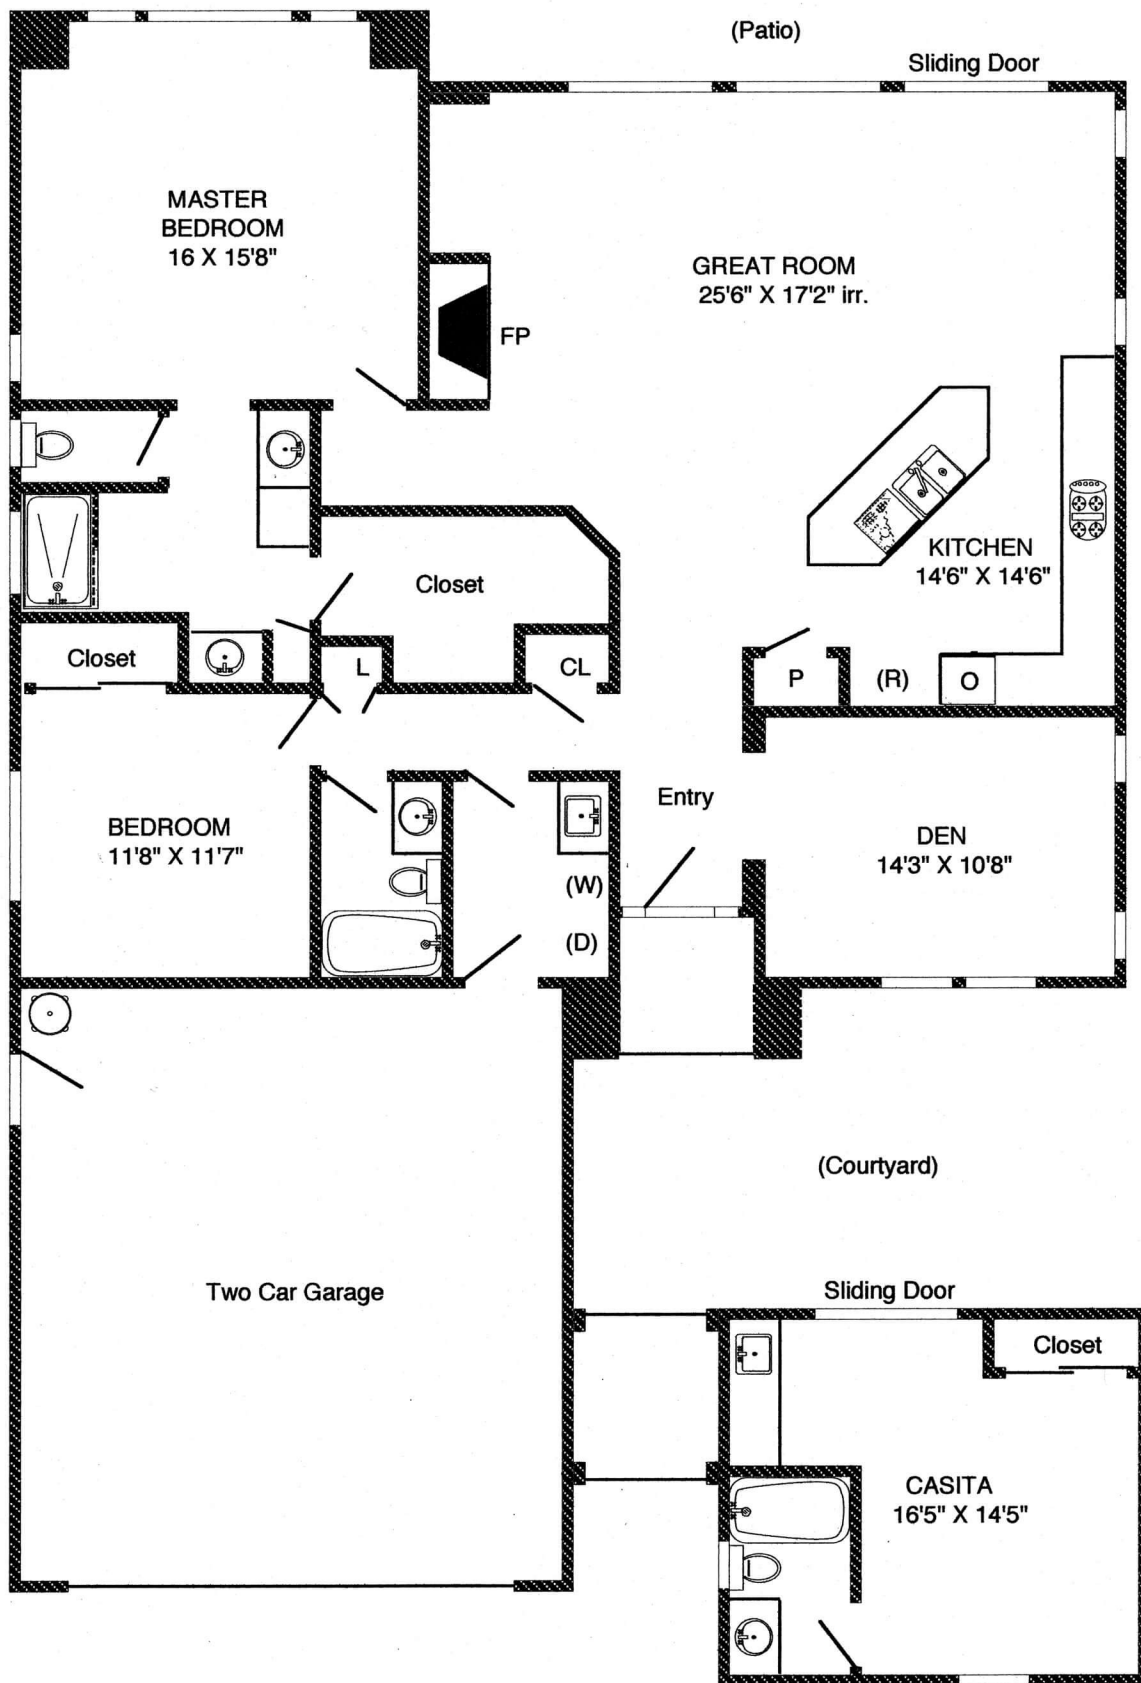 (Patio)
Sliding Door
MASTER
BEDROOM
16 X 15'8"
GREAT ROOM
25'6" X 17'2" irr.
FP
KITCHEN
14'6" X 14'6"
Closet
Closet
L
CL
P
(R)
O
Entry
BEDROOM
11'8" X 11'7"
DEN
14'3" X 10'8"
(W)
(D)
(Courtyard)
Two Car Garage
Sliding Door
Closet
CASITA
16'5" X 14'5"